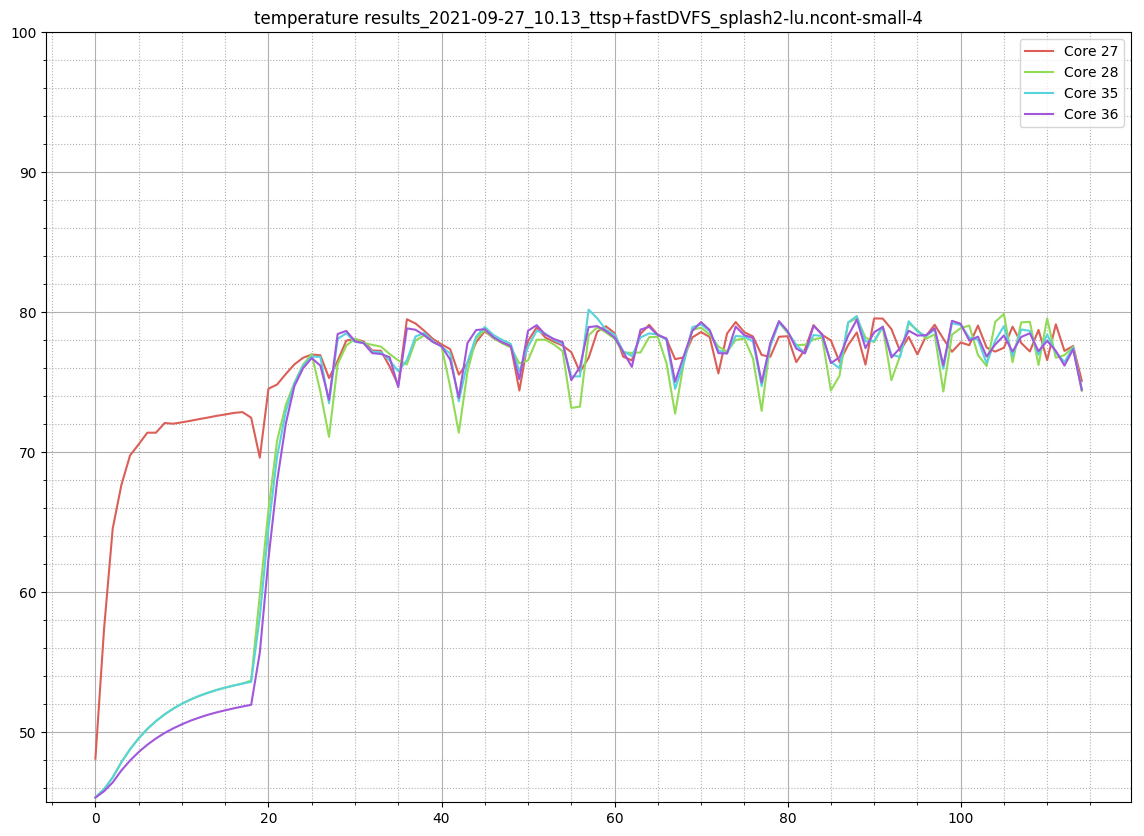 temperature results_2021-09-27_10.13_ttsp+fastDVFS_splash2-lu.ncont-small-4
Core 27
Core 28
Core 35
Core 36
100
90
80
70
60
50
0 20 40 60 80 100